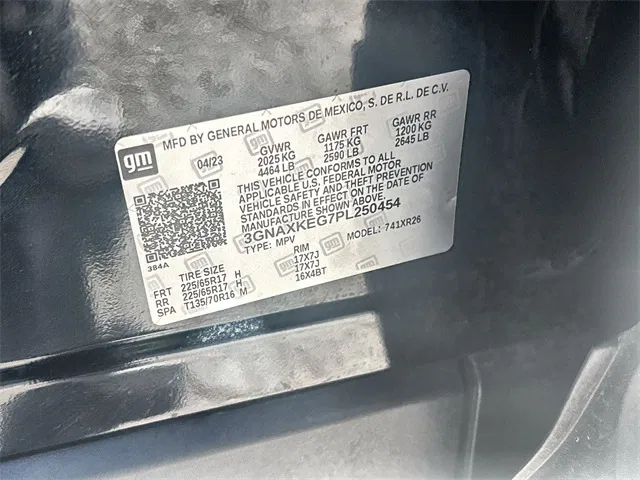 gm
MFD BY GENERAL MOTORS DE MEXICO, S. DE R.L. DE C.V.
04/23 GVWR GAWR FRT GAWR RR
2025 KG 1175 KG 1200 KG
4464 LB 2590 LB 2645 LB
THIS VEHICLE CONFORMS TO ALL
APPLICABLE U.S. FEDERAL MOTOR
VEHICLE SAFETY AND THEFT PREVENTION
STANDARDS IN EFFECT ON THE DATE OF
MANUFACTURE SHOWN ABOVE.
3GNAXKEG7PL250454
TYPE: MPV MODEL: 741XR26
384A
TIRE SIZE RIM
FRT 225/65R17 H 17X7J
RR 225/65R17 H 17X7J
SPA T135/70R16 M 16X4BT